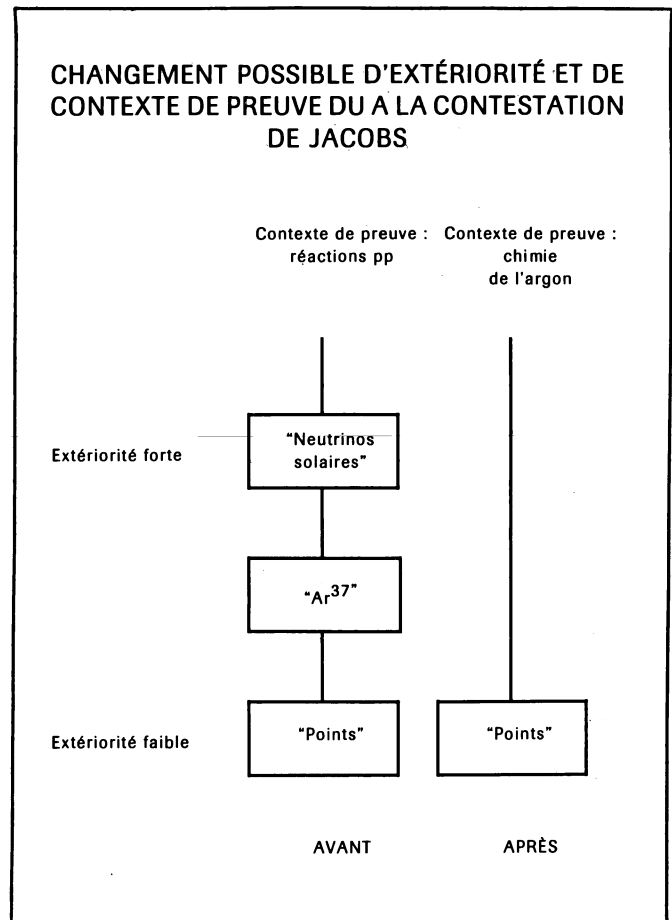 CHANGEMENT POSSIBLE D'EXTÉRIORITÉ ET DE
CONTEXTE DE PREUVE DU A LA CONTESTATION
DE JACOBS
Contexte de preuve :
réactions pp
Contexte de preuve :
chimie
de l'argon
Extériorité forte
“Neutrinos
solaires”
“Ar37”
Extériorité faible
“Points”
“Points”
AVANT
APRÈS